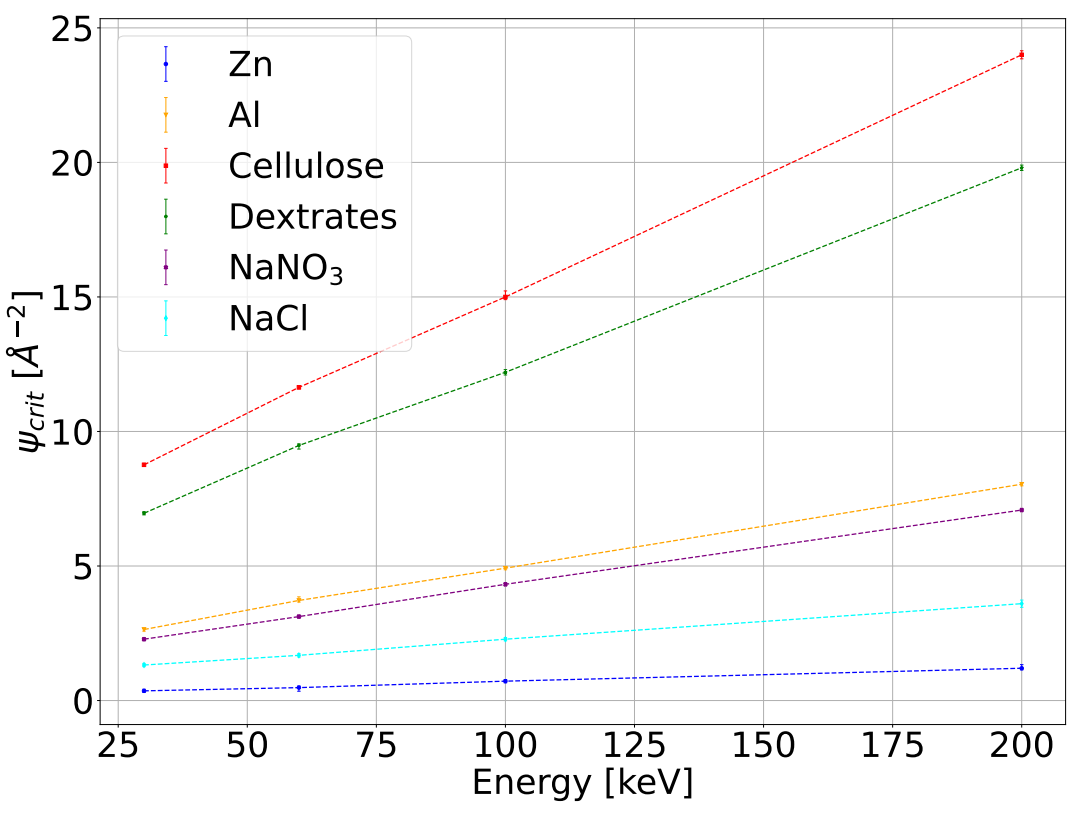 25
20
15
10
5
0
ψcrit [Å⁻²]
Zn
Al
Cellulose
Dextrates
NaNO₃
NaCl
25 50 75 100 125 150 175 200
Energy [keV]